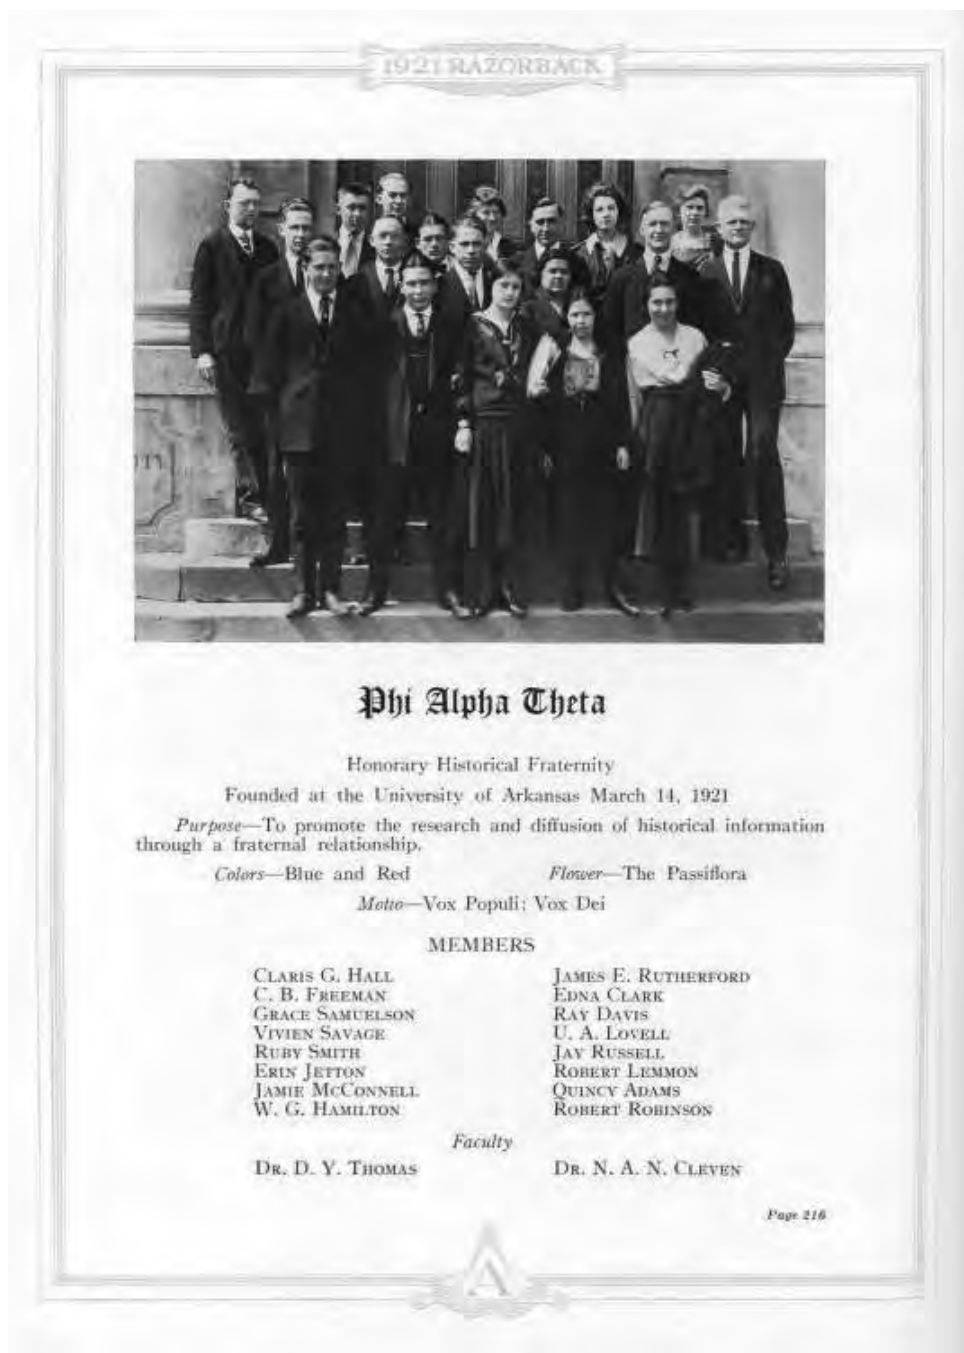 1921 RAZORBACK
Phi Alpha Theta
Honorary Historical Fraternity
Founded at the University of Arkansas March 14, 1921
Purpose—To promote the research and diffusion of historical information
through a fraternal relationship.
Colors—Blue and Red Flower—The Passiflora
Motto—Vox Populi: Vox Dei
MEMBERS
CLARIS G. HALL JAMES E. RUTHERFORD
C. B. FREEMAN EDNA CLARK
GRACE SAMUELSON RAY DAVIS
VIVIEN SAVAGE U. A. LOVELL
RUBY SMITH JAY RUSSELL
ERIN JETTON ROBERT LEMMON
JAMIE MCCONNELL QUINCY ADAMS
W. G. HAMILTON ROBERT ROBINSON
Faculty
DR. D. Y. THOMAS DR. N. A. N. CLEVEN
Page 216
A